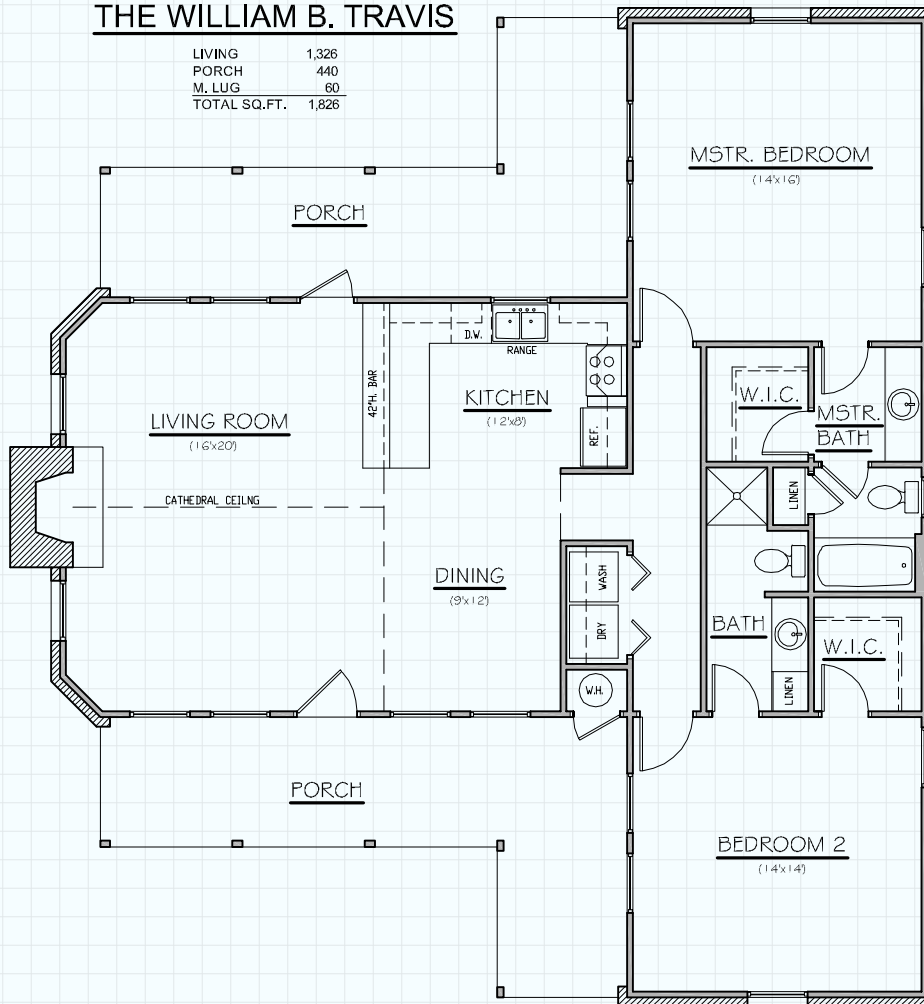 THE WILLIAM B. TRAVIS
LIVING 1,326
PORCH 440
M. LUG 60
TOTAL SQ.FT. 1,826
MSTR. BEDROOM
(14'x16')
PORCH
D.W.
RANGE
42"H. BAR
KITCHEN
(12'x8')
REF.
LIVING ROOM
(16'x20')
W.I.C.
MSTR.
BATH
LINEN
CATHEDRAL CEILNG
DINING
(9'x12')
WASH
DRY
BATH
W.I.C.
LINEN
W.H.
PORCH
BEDROOM 2
(14'x14')